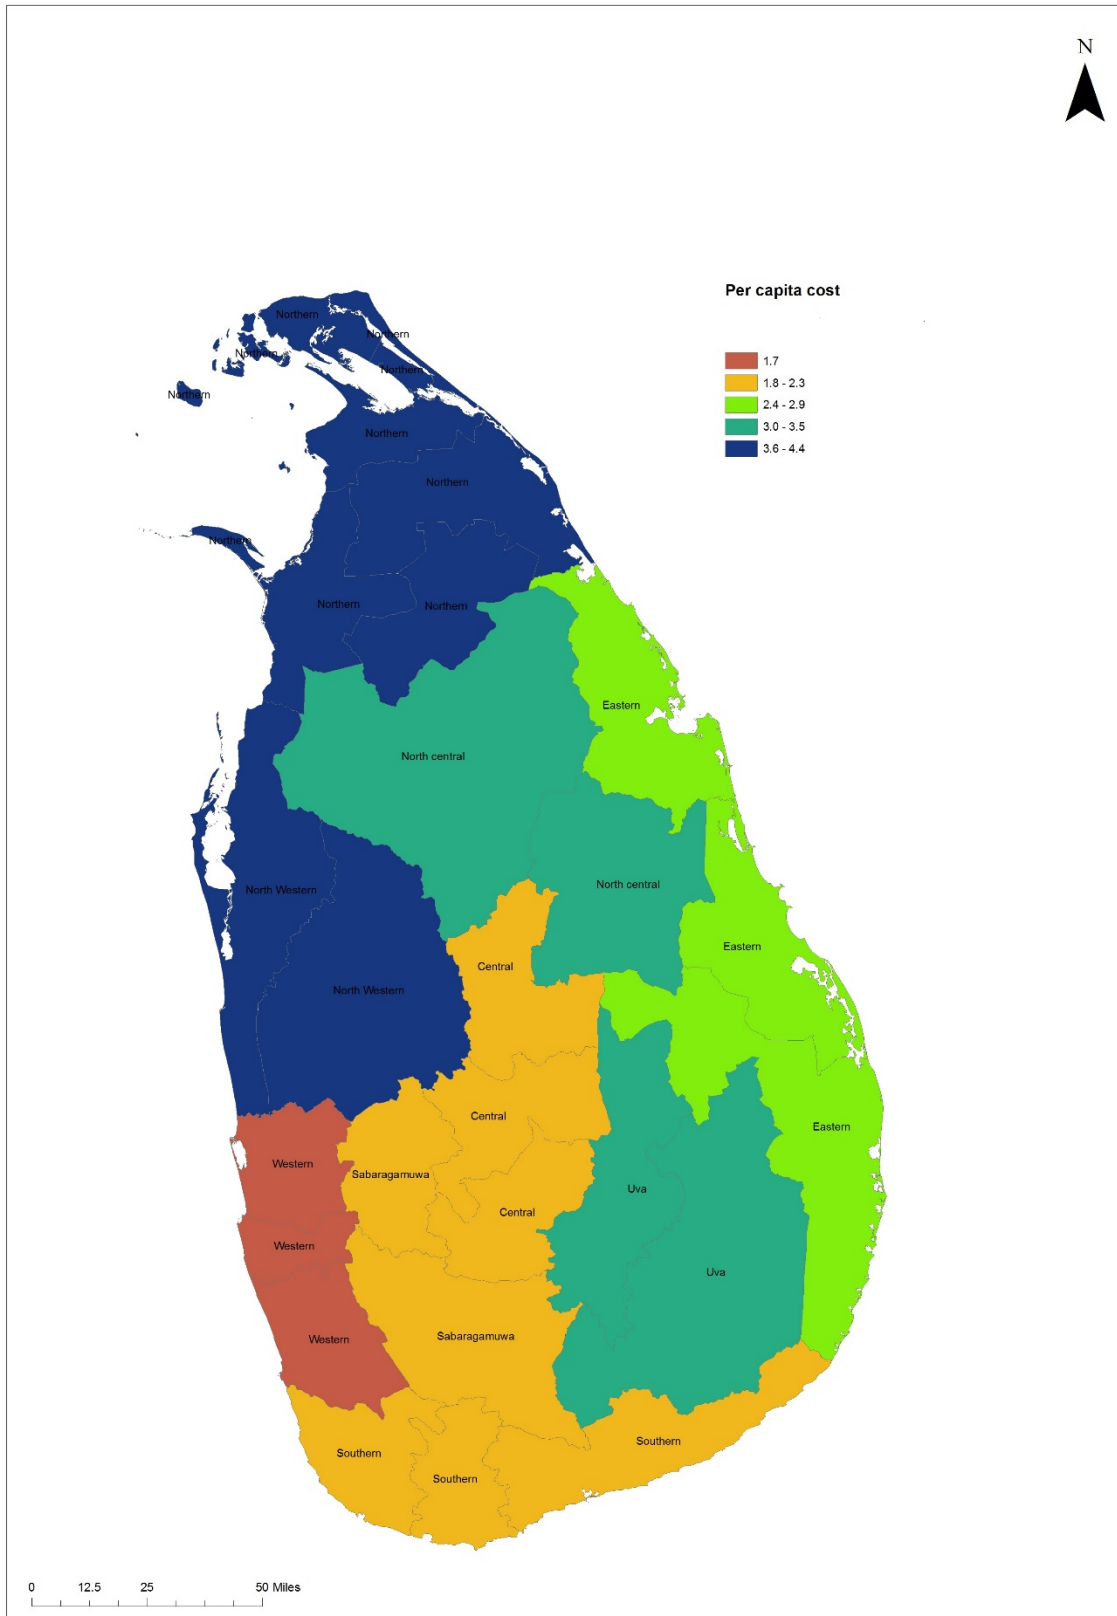 N
Per capita cost
1.7
1.8 - 2.3
2.4 - 2.9
3.0 - 3.5
3.6 - 4.4
Northern
Northern
Northern
Northern
Northern
Northern
Northern
Northern
Northern
Northern
Eastern
North central
North central
North Western
Eastern
Central
North Western
Central
Eastern
Western
Sabaragamuwa
Uva
Central
Western
Uva
Sabaragamuwa
Western
Southern
Southern
Southern
0 12.5 25 50 Miles